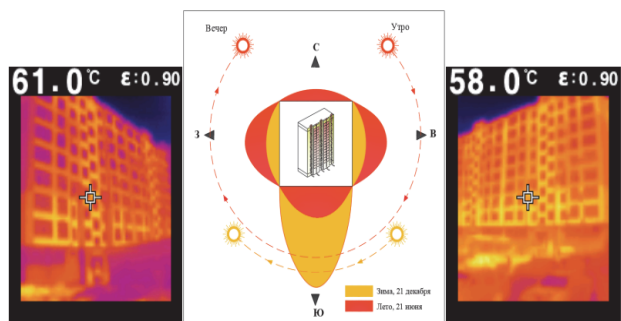 61.0°C ε:0.90
Вечер
Утро
С
58.0°C ε:0.90
З
В
Зима, 21 декабря
Лето, 21 июня
Ю